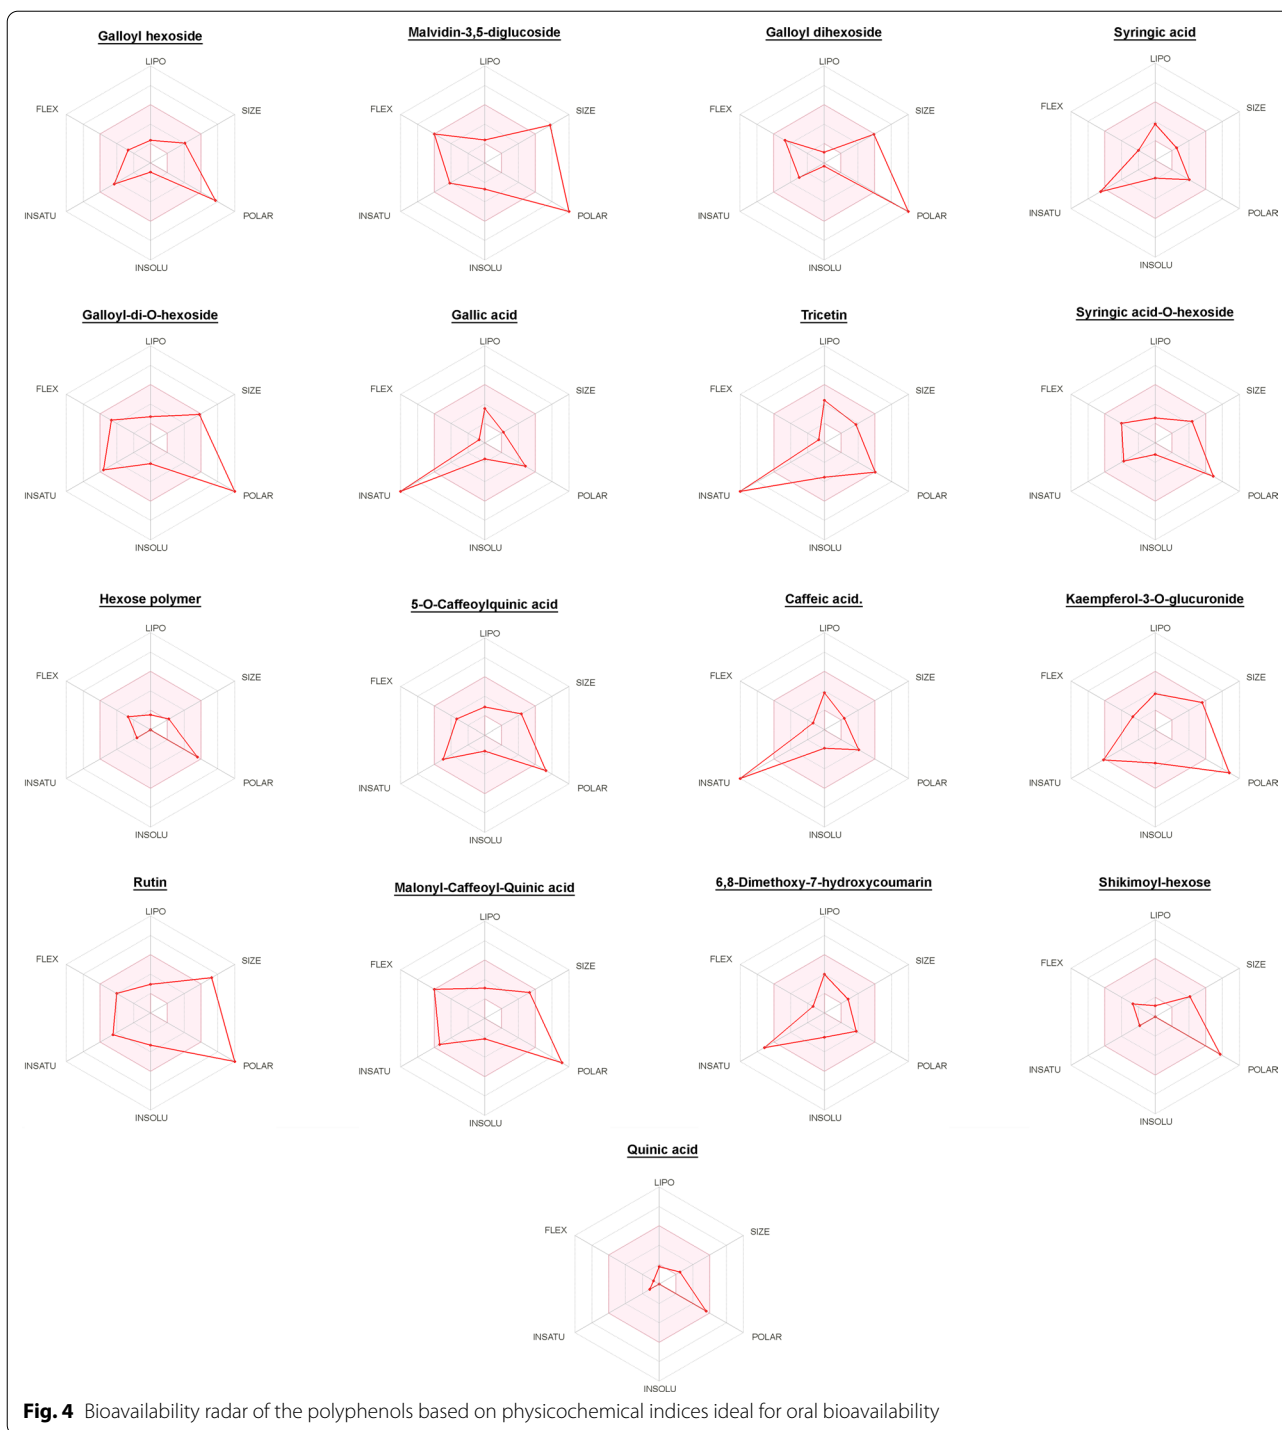 Galloyl hexoside
LIPO
FLEX
SIZE
INSATU
POLAR
INSOLU
Malvidin-3,5-diglucoside
LIPO
FLEX
SIZE
INSATU
POLAR
INSOLU
Galloyl dihexoside
LIPO
FLEX
SIZE
INSATU
POLAR
INSOLU
Syringic acid
LIPO
FLEX
SIZE
INSATU
POLAR
INSOLU
Galloyl-di-O-hexoside
LIPO
FLEX
SIZE
INSATU
POLAR
INSOLU
Gallic acid
LIPO
FLEX
SIZE
INSATU
POLAR
INSOLU
Tricetin
LIPO
FLEX
SIZE
INSATU
POLAR
INSOLU
Syringic acid-O-hexoside
LIPO
FLEX
SIZE
INSATU
POLAR
INSOLU
Hexose polymer
LIPO
FLEX
SIZE
INSATU
POLAR
INSOLU
5-O-Caffeoylquinic acid
LIPO
FLEX
SIZE
INSATU
POLAR
INSOLU
Caffeic acid.
LIPO
FLEX
SIZE
INSATU
POLAR
INSOLU
Kaempferol-3-O-glucuronide
LIPO
FLEX
SIZE
INSATU
POLAR
INSOLU
Rutin
LIPO
FLEX
SIZE
INSATU
POLAR
INSOLU
Malonyl-Caffeoyl-Quinic acid
LIPO
FLEX
SIZE
INSATU
POLAR
INSOLU
6,8-Dimethoxy-7-hydroxycoumarin
LIPO
FLEX
SIZE
INSATU
POLAR
INSOLU
Shikimoyl-hexose
LIPO
FLEX
SIZE
INSATU
POLAR
INSOLU
Quinic acid
LIPO
FLEX
SIZE
INSATU
POLAR
INSOLU
Fig. 4 Bioavailability radar of the polyphenols based on physicochemical indices ideal for oral bioavailability